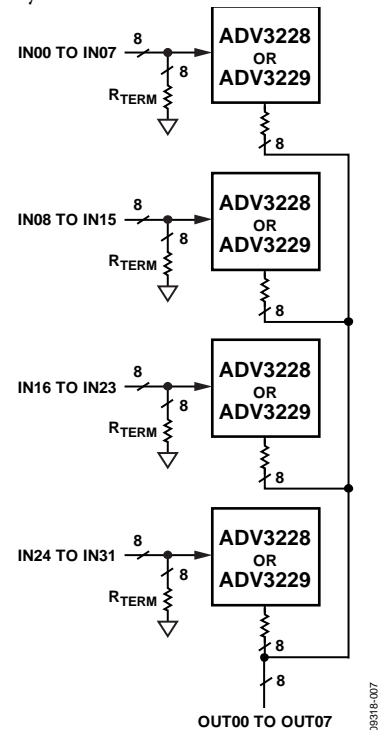 8
ADV3228
OR
ADV3229
IN00 TO IN07
8
RTERM
8
8
ADV3228
OR
ADV3229
IN08 TO IN15
8
RTERM
8
8
ADV3228
OR
ADV3229
IN16 TO IN23
8
RTERM
8
8
ADV3228
OR
ADV3229
IN24 TO IN31
8
RTERM
8
8
OUT00 TO OUT07
09318-007